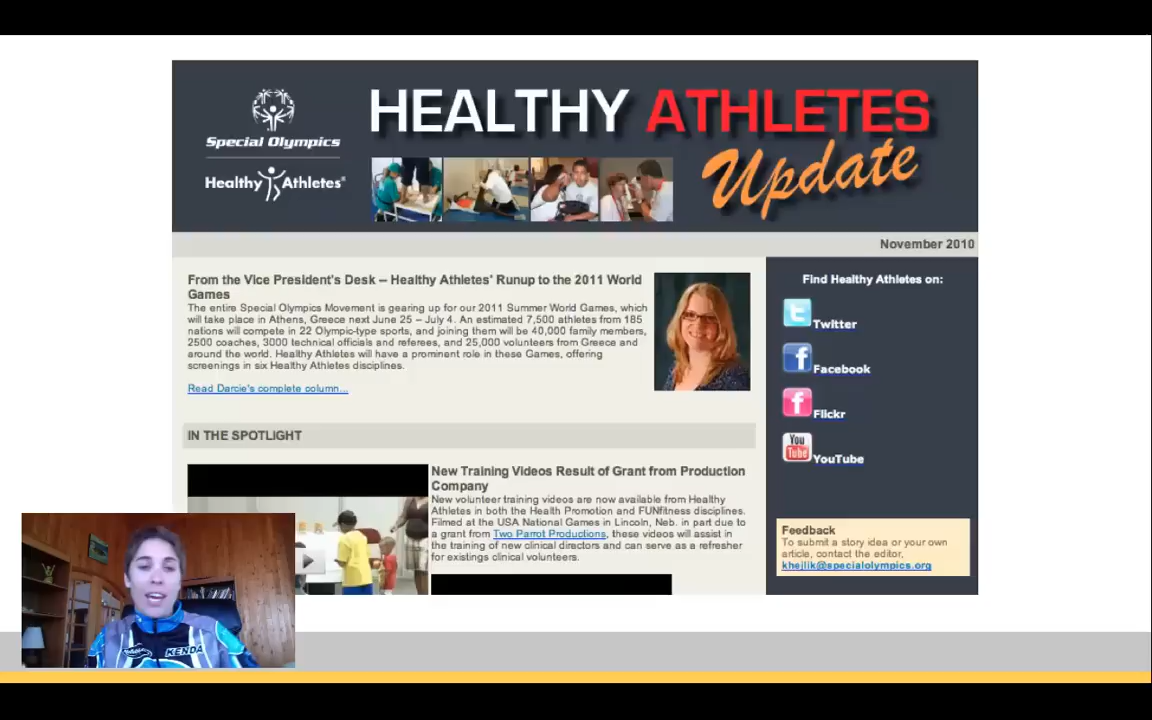 HEALTHY ATHLETES
Update
Special Olympics
Healthy Athletes®
November 2010
From the Vice President's Desk – Healthy Athletes' Runup to the 2011 World
Games
The entire Special Olympics Movement is gearing up for our 2011 Summer World Games, which
will take place in Athens, Greece next June 25 – July 4. An estimated 7,500 athletes from 185
nations will compete in 22 Olympic-type sports, and joining them will be 40,000 family members,
2500 coaches, 3000 technical officials and referees, and 25,000 volunteers from Greece and
around the world. Healthy Athletes will have a prominent role in these Games, offering
screenings in six Healthy Athletes disciplines.
Read Darcie's complete column...
IN THE SPOTLIGHT
New Training Videos Result of Grant from Production
Company
New volunteer training videos are now available from Healthy
Athletes in both the Health Promotion and FUNfitness disciplines.
Filmed at the USA National Games in Lincoln, Neb. in part due to
a grant from Two Parrot Productions, these videos will assist in
the training of new clinical directors and can serve as a refresher
for existings clinical volunteers.
Find Healthy Athletes on:
Twitter
Facebook
Flickr
You
Tube
YouTube
Feedback
To submit a story idea or your own
article, contact the editor,
khejlik@specialolympics.org
KENDA